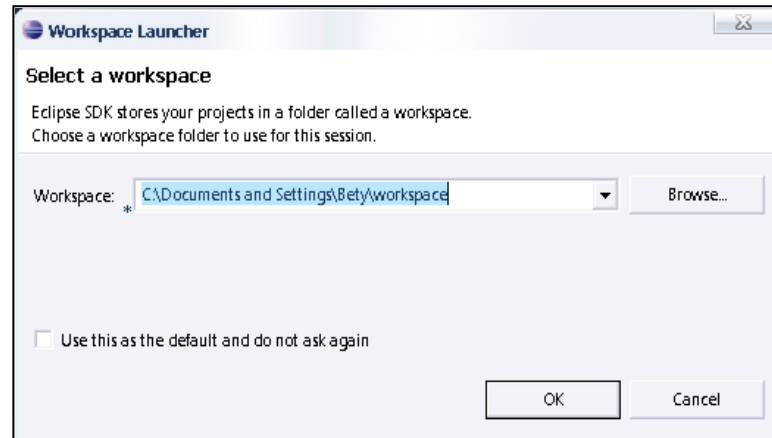 Workspace Launcher
Select a workspace
Eclipse SDK stores your projects in a folder called a workspace.
Choose a workspace folder to use for this session.
Workspace: * C:\Documents and Settings\Bety\workspace Browse...
Use this as the default and do not ask again
OK Cancel